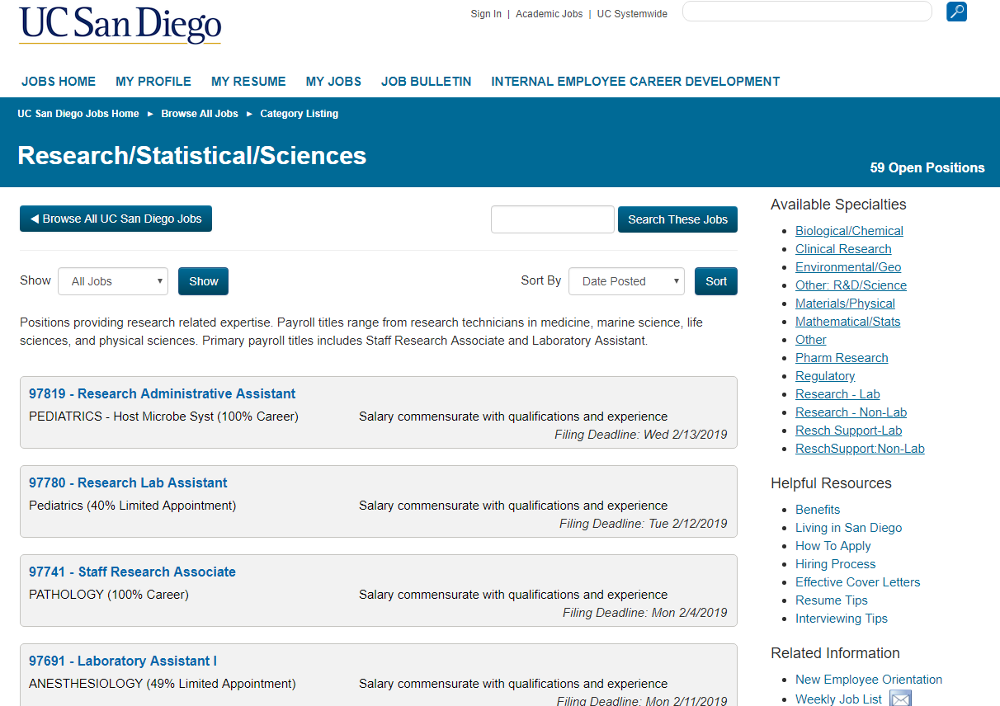 UC San Diego
Sign In | Academic Jobs | UC Systemwide
JOBS HOME MY PROFILE MY RESUME MY JOBS JOB BULLETIN INTERNAL EMPLOYEE CAREER DEVELOPMENT
UC San Diego Jobs Home ► Browse All Jobs ► Category Listing
Research/Statistical/Sciences
59 Open Positions
◄ Browse All UC San Diego Jobs
Search These Jobs
Show All Jobs Show
Sort By Date Posted Sort
Positions providing research related expertise. Payroll titles range from research technicians in medicine, marine science, life
sciences, and physical sciences. Primary payroll titles includes Staff Research Associate and Laboratory Assistant.
97819 - Research Administrative Assistant
PEDIATRICS - Host Microbe Syst (100% Career) Salary commensurate with qualifications and experience
Filing Deadline: Wed 2/13/2019
97780 - Research Lab Assistant
Pediatrics (40% Limited Appointment) Salary commensurate with qualifications and experience
Filing Deadline: Tue 2/12/2019
97741 - Staff Research Associate
PATHOLOGY (100% Career) Salary commensurate with qualifications and experience
Filing Deadline: Mon 2/4/2019
97691 - Laboratory Assistant I
ANESTHESIOLOGY (49% Limited Appointment) Salary commensurate with qualifications and experience
Filing Deadline: Mon 2/11/2019
Available Specialties
Biological/Chemical
Clinical Research
Environmental/Geo
Other: R&D/Science
Materials/Physical
Mathematical/Stats
Other
Pharm Research
Regulatory
Research - Lab
Research - Non-Lab
Resch Support-Lab
ReschSupport:Non-Lab
Helpful Resources
Benefits
Living in San Diego
How To Apply
Hiring Process
Effective Cover Letters
Resume Tips
Interviewing Tips
Related Information
New Employee Orientation
Weekly Job List